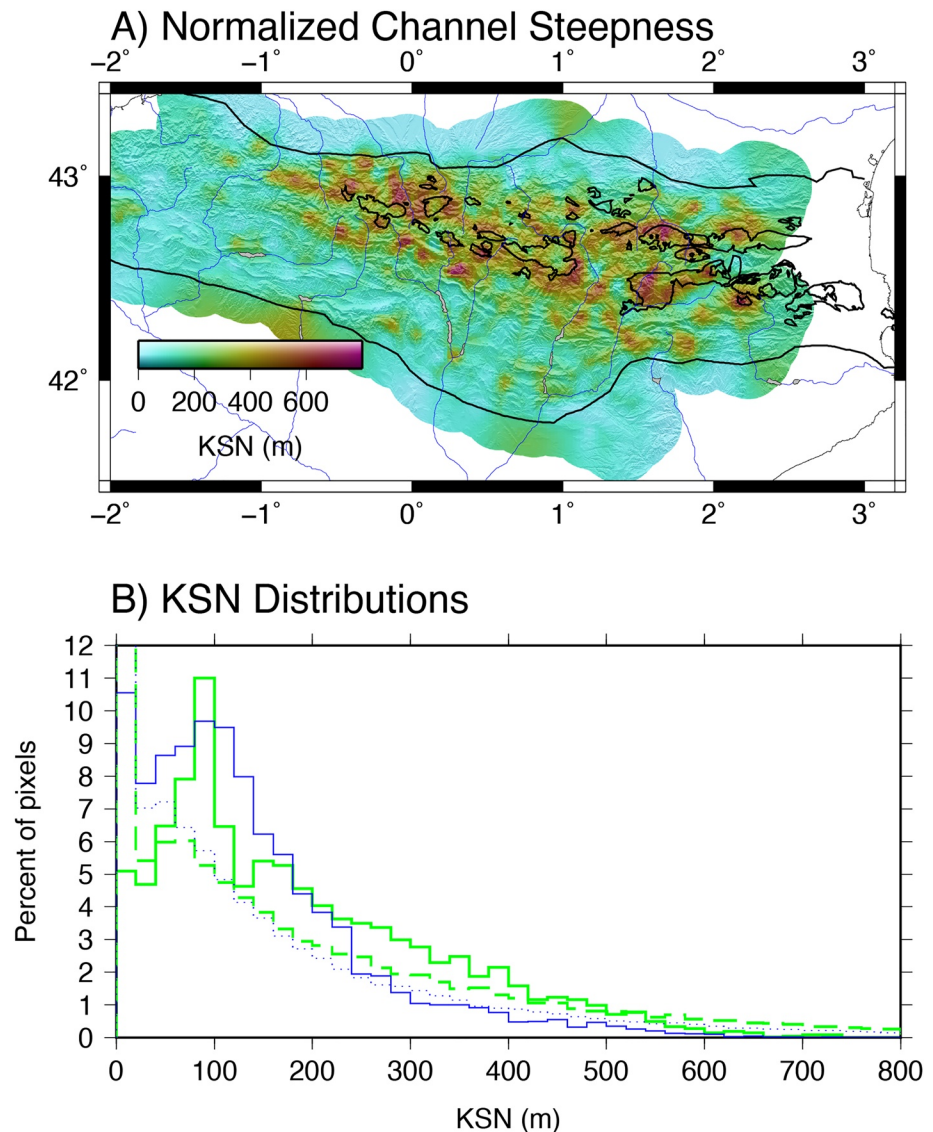 A) Normalized Channel Steepness
−2° −1° 0° 1° 2° 3°
43°
42°
0 200 400 600
KSN (m)
−2° −1° 0° 1° 2° 3°
B) KSN Distributions
12
11
10
9
8
7
6
5
4
3
2
1
0
Percent of pixels
0 100 200 300 400 500 600 700 800
KSN (m)